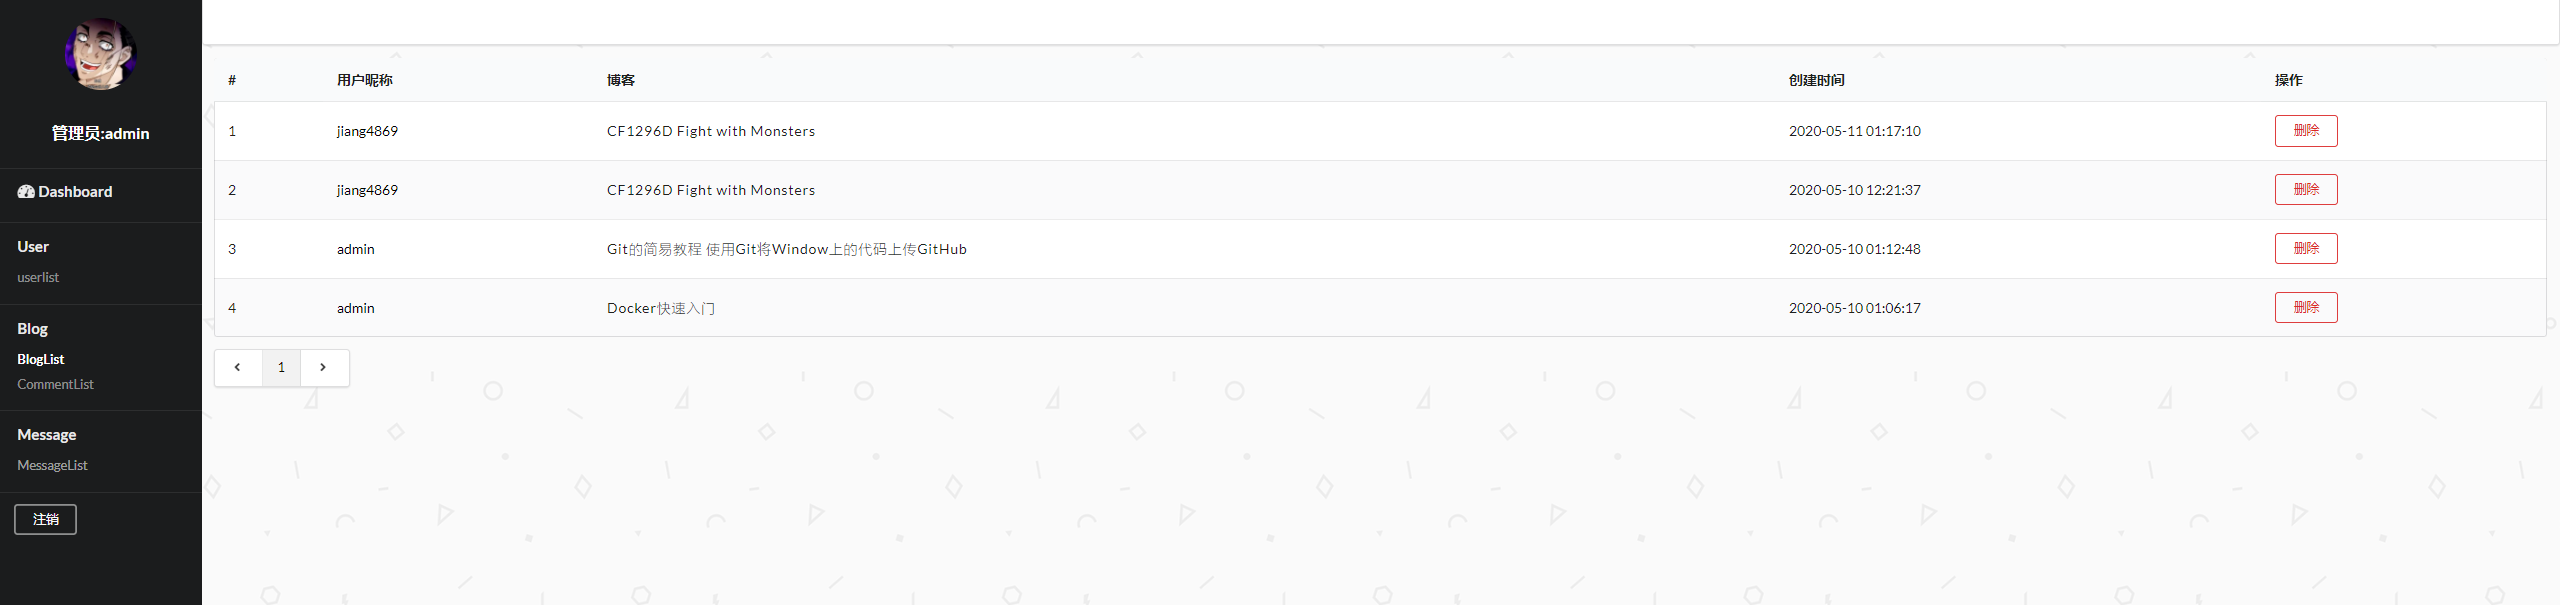 管理员:admin
Dashboard
User
userlist
Blog
BlogList
CommentList
Message
MessageList
注销
# 用户昵称 博客 创建时间 操作
1 jiang4869 CF1296D Fight with Monsters 2020-05-11 01:17:10 删除
2 jiang4869 CF1296D Fight with Monsters 2020-05-10 12:21:37 删除
3 admin Git的简易教程 使用Git将Window上的代码上传GitHub 2020-05-10 01:12:48 删除
4 admin Docker快速入门 2020-05-10 01:06:17 删除
1